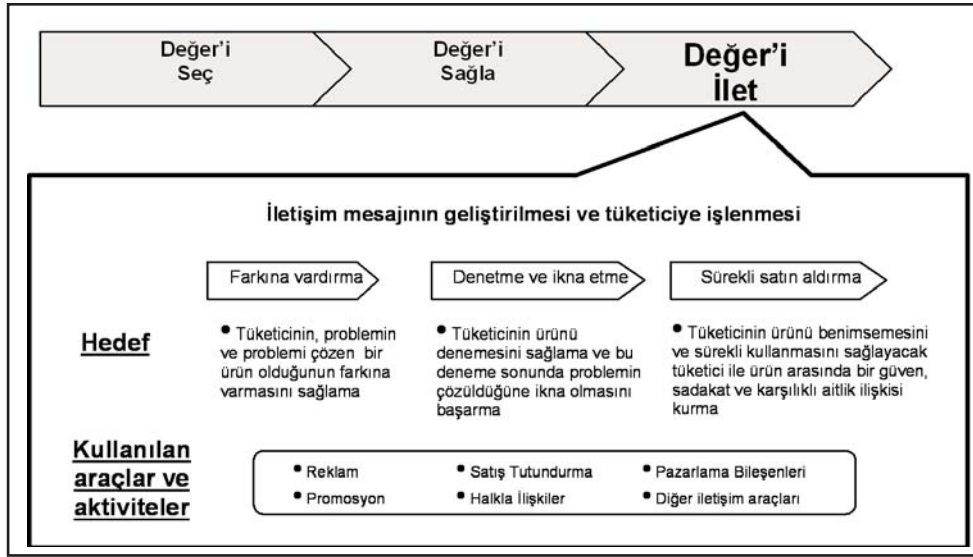 Değer'i
Seç
Değer'i
Sağla
Değer'i
İlet
İletişim mesajının geliştirilmesi ve tüketiciye işlenmesi
Farkına vardırma
Denetme ve ikna etme
Sürekli satın aldırma
Hedef
• Tüketicinin, problemin
ve problemi çözen bir
ürün olduğunun farkına
varmasını sağlama
• Tüketicinin ürünü
denemesini sağlama ve bu
deneme sonunda problemin
çözüldüğüne ikna olmasını
başarma
• Tüketicinin ürünü benimsemesini
ve sürekli kullanmasını sağlayacak
tüketici ile ürün arasında bir güven,
sadakat ve karşılıklı aitlik ilişkisi
kurma
Kullanılan
araçlar ve
aktiviteler
• Reklam
• Promosyon
• Satış Tutundurma
• Halkla İlişkiler
• Pazarlama Bileşenleri
• Diğer iletişim araçları